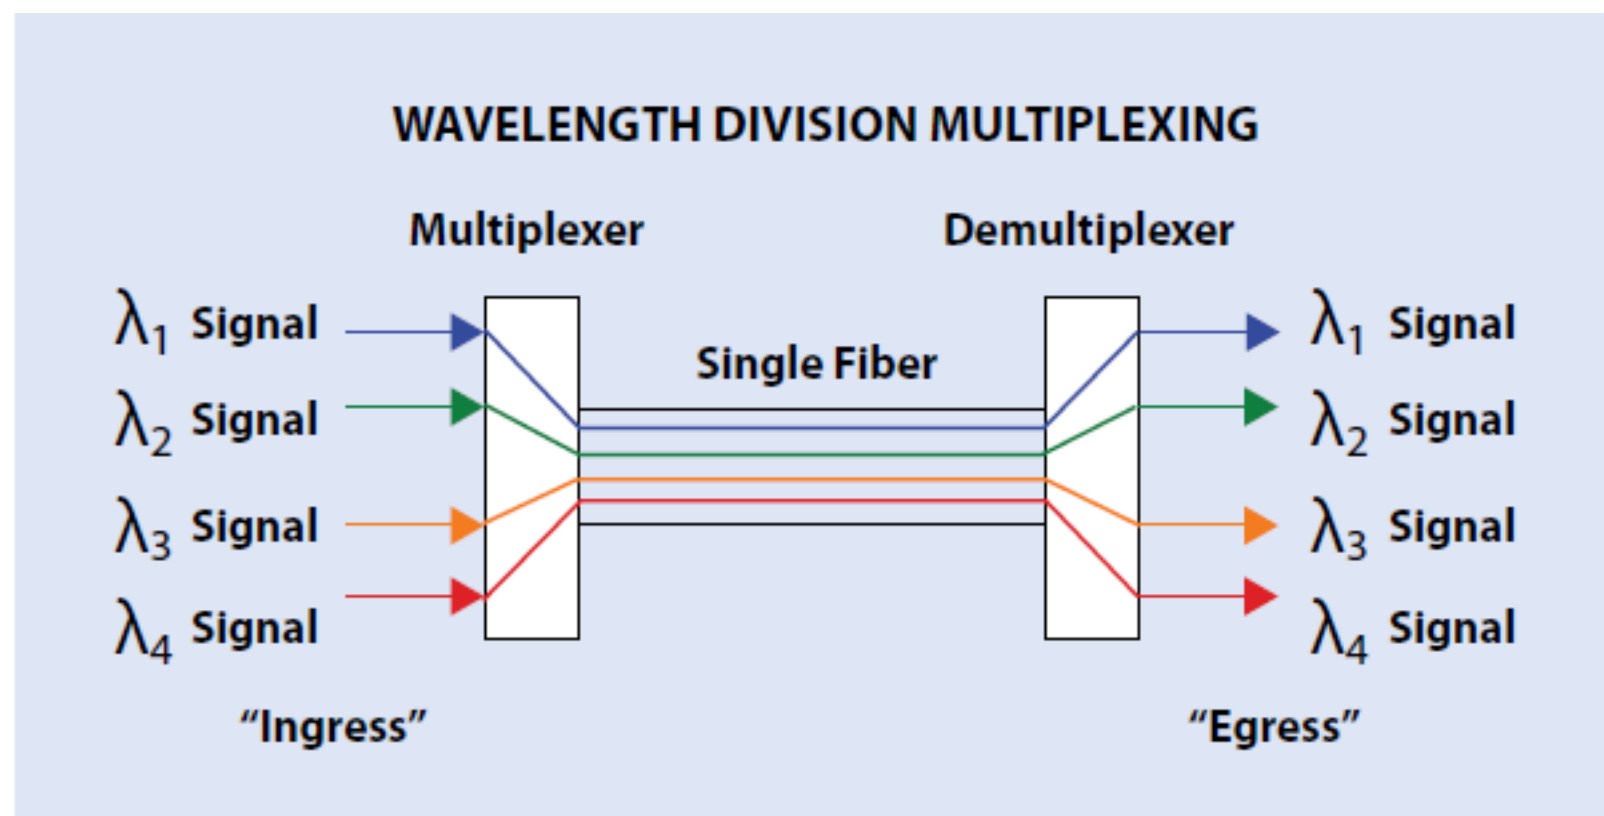 WAVELENGTH DIVISION MULTIPLEXING
Multiplexer
Demultiplexer
λ₁ Signal
λ₂ Signal
λ₃ Signal
λ₄ Signal
“Ingress”
Single Fiber
λ₁ Signal
λ₂ Signal
λ₃ Signal
λ₄ Signal
“Egress”